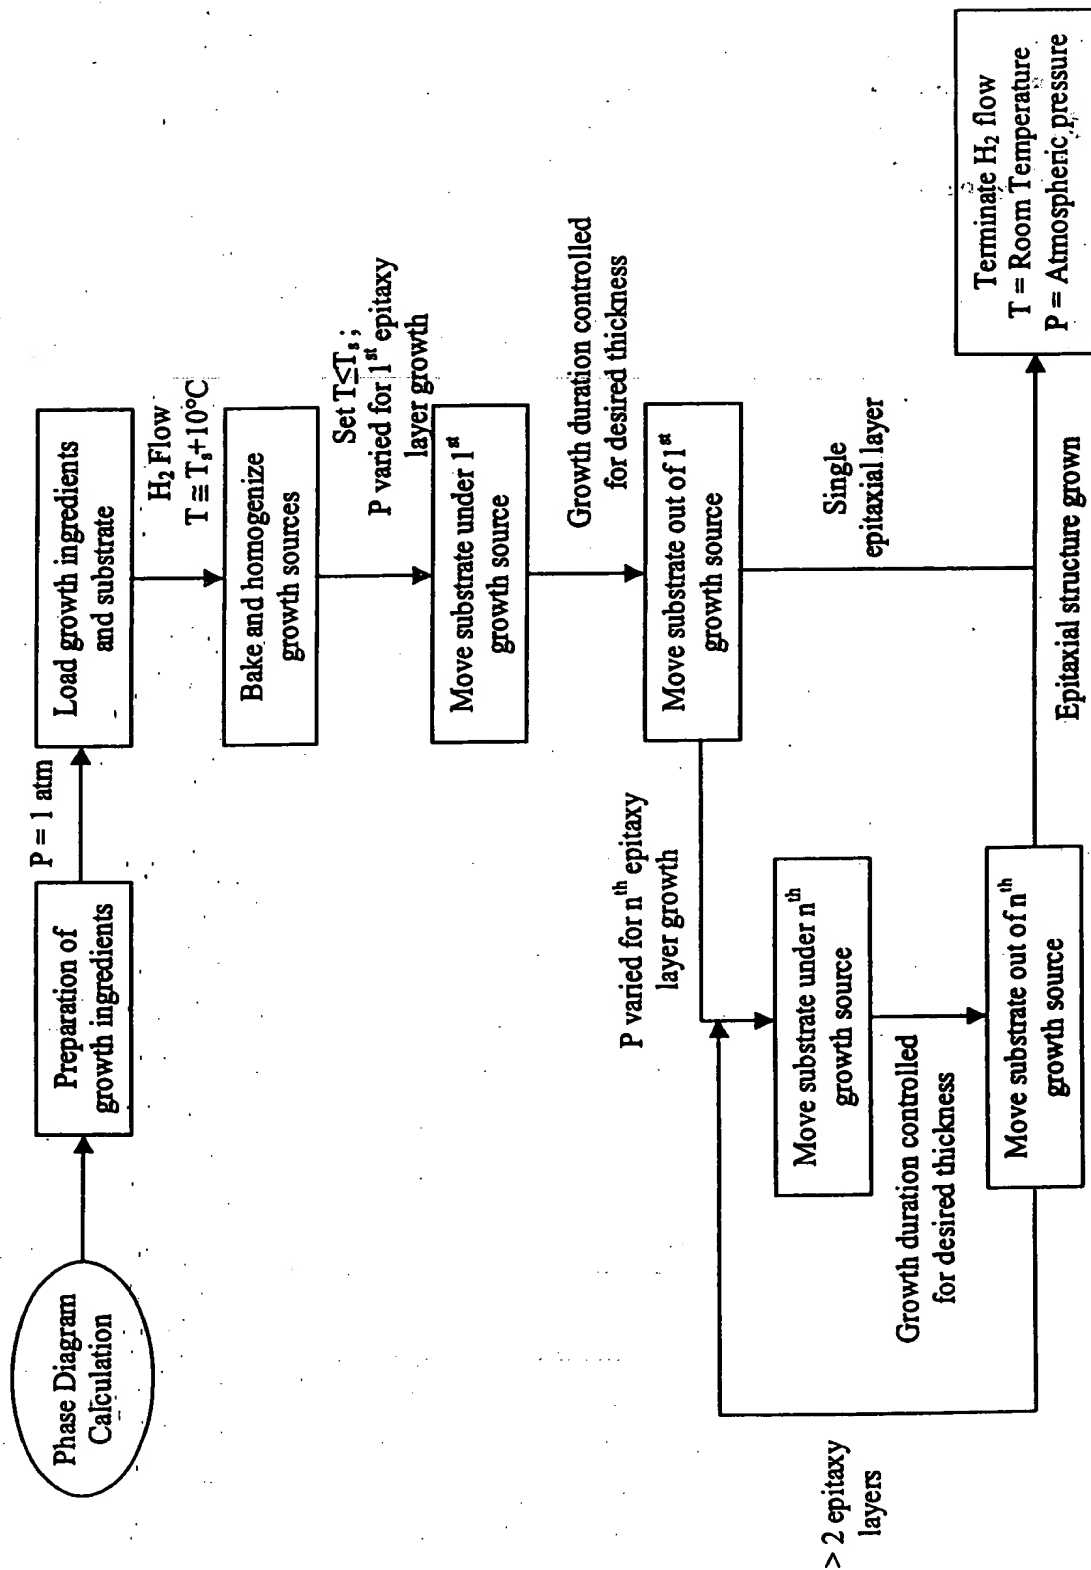 Phase Diagram
Calculation
Preparation of
growth ingredients
P = 1 atm
Load growth ingredients
and substrate
H₂ Flow
T ≅ Tₛ+10°C
Bake and homogenize
growth sources
Set T≤Tₛ;
P varied for 1ˢᵗ epitaxy
layer growth
Move substrate under 1ˢᵗ
growth source
Growth duration controlled
for desired thickness
Move substrate out of 1ˢᵗ
growth source
Single
epitaxial layer
P varied for nᵗʰ epitaxy
layer growth
Move substrate under nᵗʰ
growth source
Growth duration controlled
for desired thickness
Move substrate out of nᵗʰ
growth source
> 2 epitaxy
layers
Epitaxial structure grown
Terminate H₂ flow
T = Room Temperature
P = Atmospheric pressure